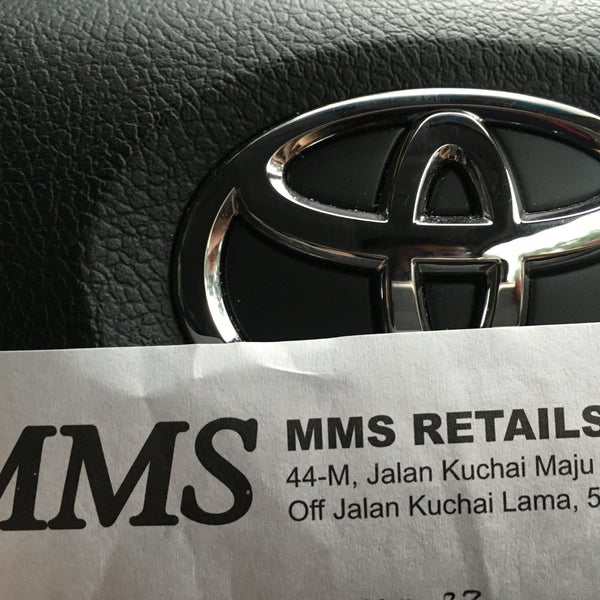 MMS
MMS RETAILS
44-M, Jalan Kuchai Maju
Off Jalan Kuchai Lama, 5